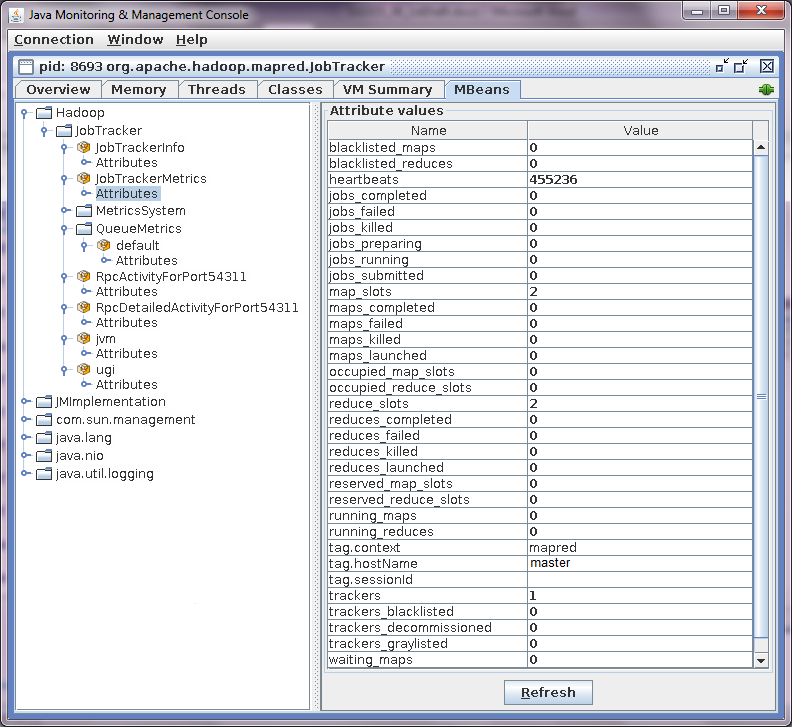 Java Monitoring & Management Console
Connection Window Help
pid: 8693 org.apache.hadoop.mapred.JobTracker
Overview Memory Threads Classes VM Summary MBeans
Hadoop
JobTracker
JobTrackerInfo
Attributes
JobTrackerMetrics
Attributes
MetricsSystem
QueueMetrics
default
Attributes
RpcActivityForPort54311
Attributes
RpcDetailedActivityForPort54311
Attributes
jvm
Attributes
ugi
Attributes
JMImplementation
com.sun.management
java.lang
java.nio
java.util.logging
Attribute values
Name Value
blacklisted_maps 0
blacklisted_reduces 0
heartbeats 455236
jobs_completed 0
jobs_failed 0
jobs_killed 0
jobs_preparing 0
jobs_running 0
jobs_submitted 0
map_slots 2
maps_completed 0
maps_failed 0
maps_killed 0
maps_launched 0
occupied_map_slots 0
occupied_reduce_slots 0
reduce_slots 2
reduces_completed 0
reduces_failed 0
reduces_killed 0
reduces_launched 0
reserved_map_slots 0
reserved_reduce_slots 0
running_maps 0
running_reduces 0
tag.context mapred
tag.hostName master
tag.sessionId
trackers 1
trackers_blacklisted 0
trackers_decommissioned 0
trackers_graylisted 0
waiting_maps 0
Refresh